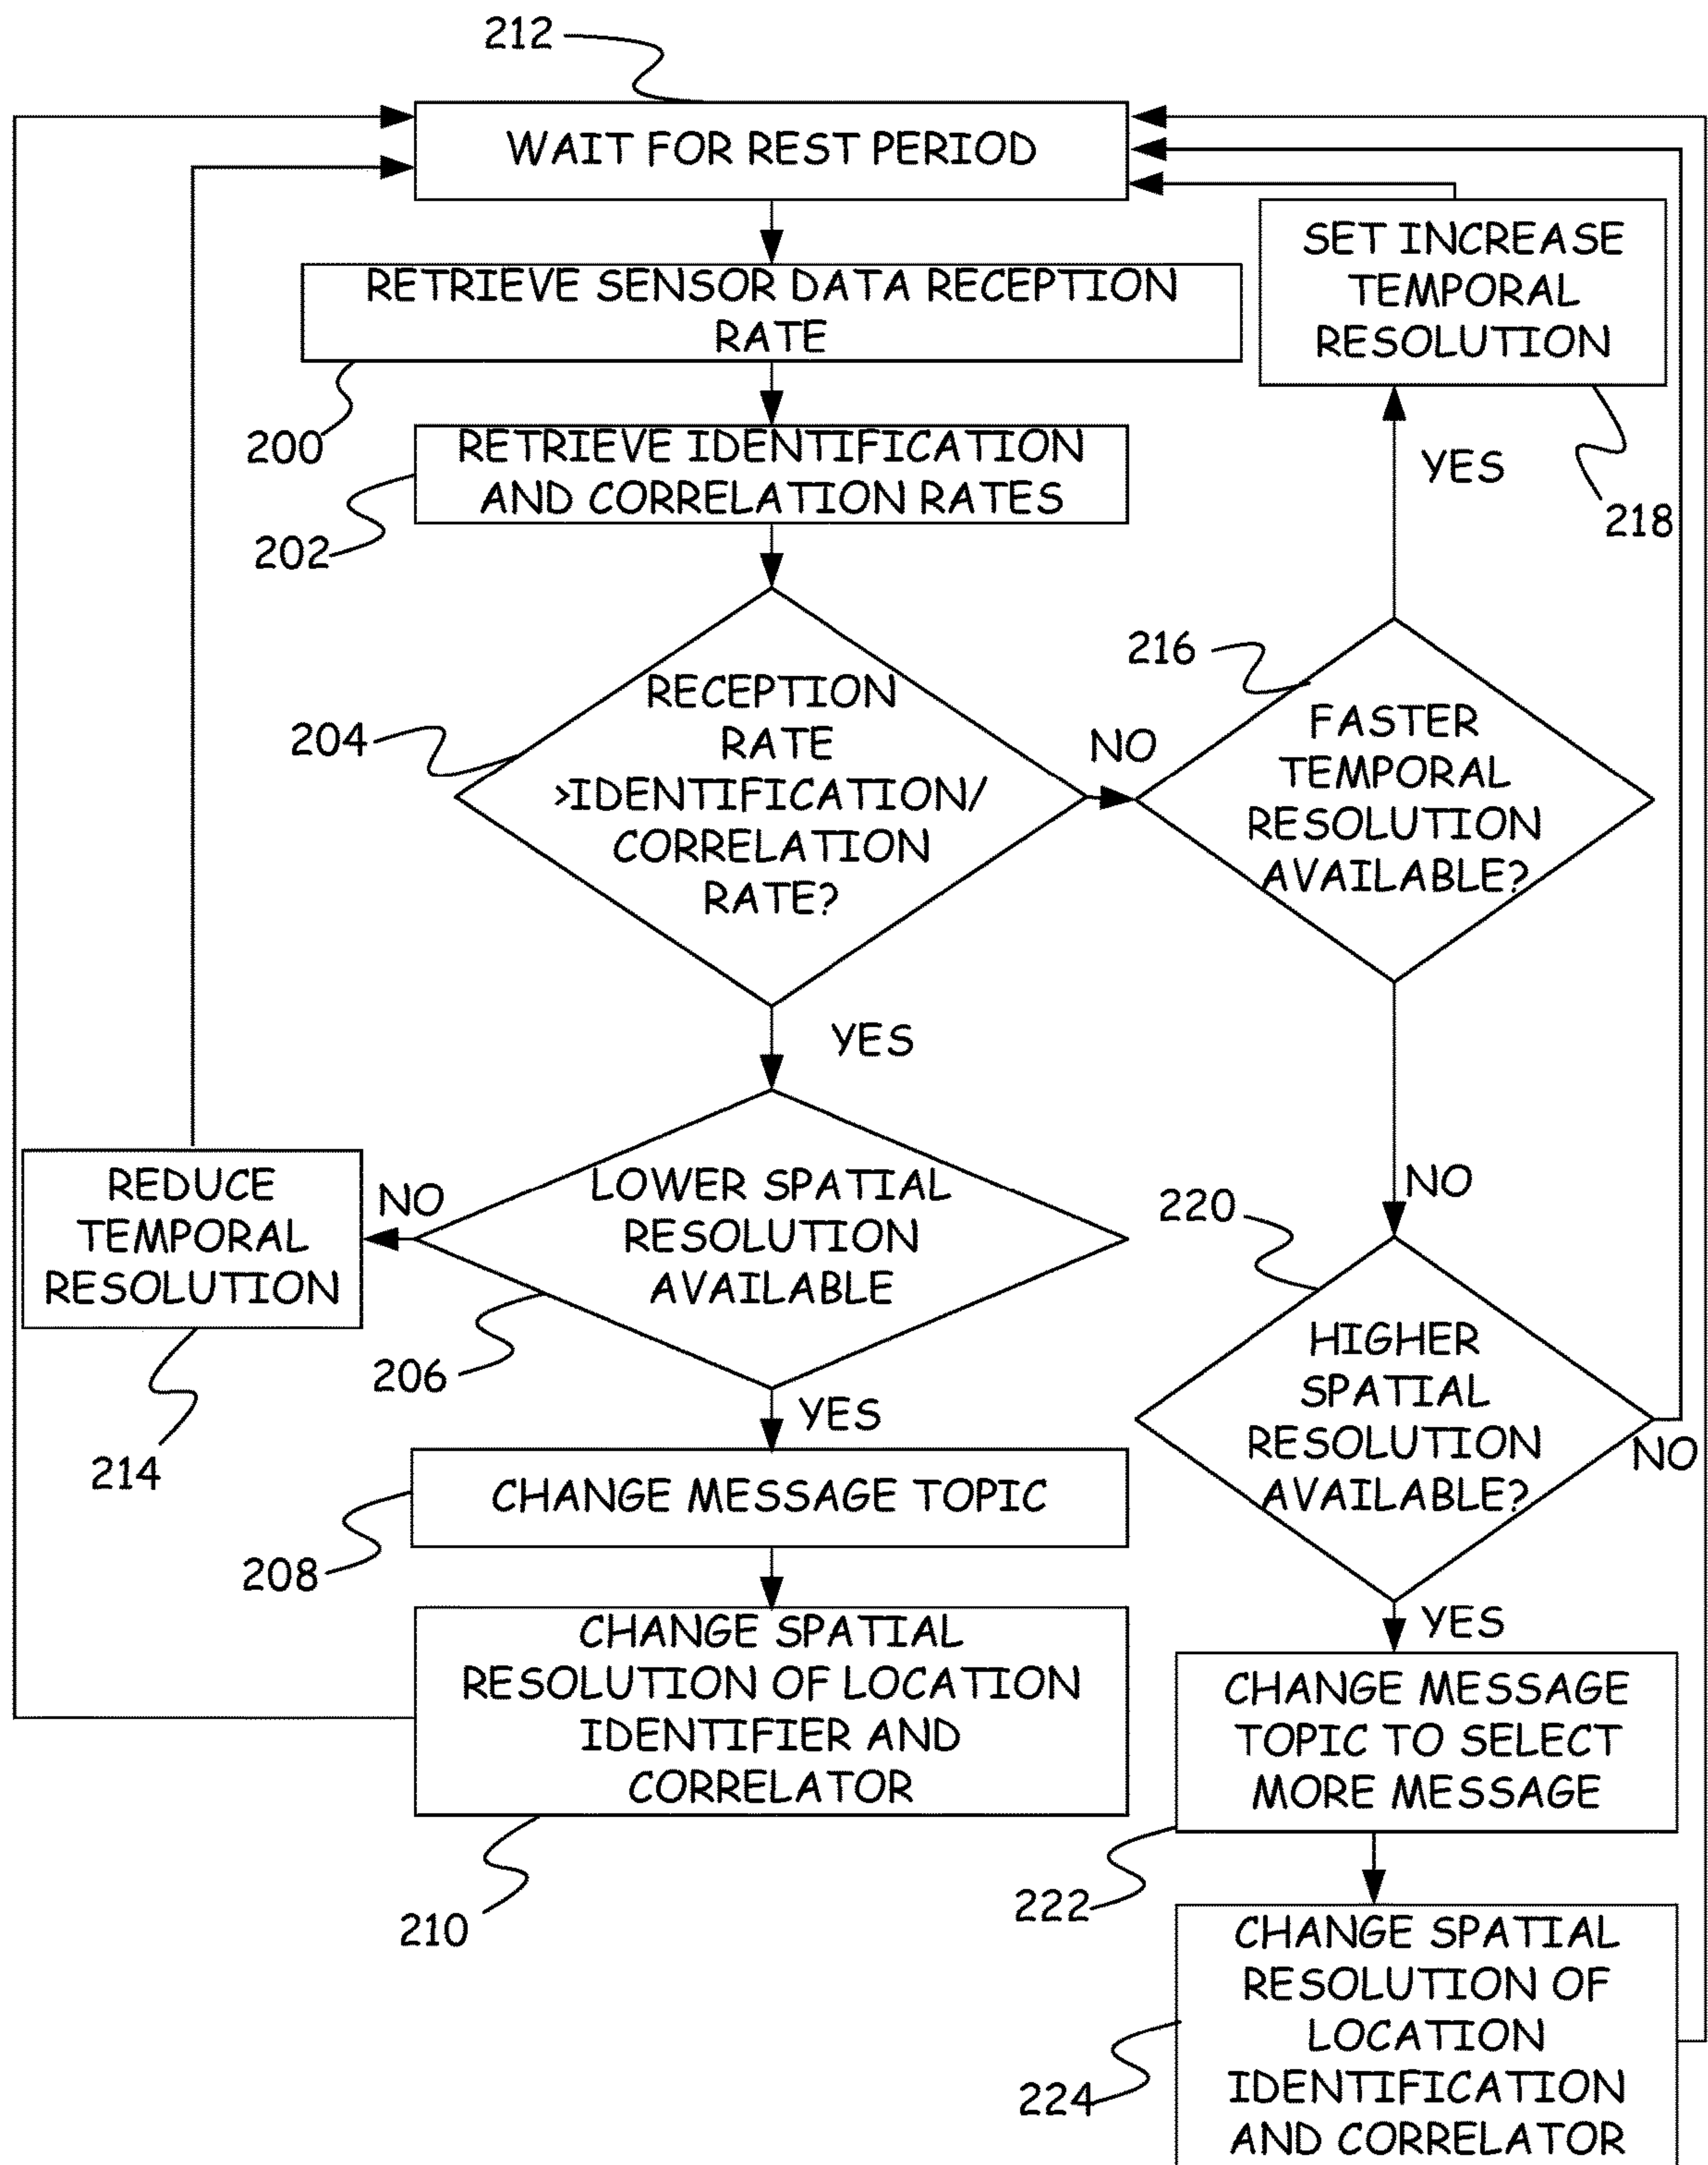 212
WAIT FOR REST PERIOD
RETRIEVE SENSOR DATA RECEPTION
RATE
200
SET INCREASE
TEMPORAL
RESOLUTION
218
RETRIEVE IDENTIFICATION
AND CORRELATION RATES
202
YES
RECEPTION
RATE
>IDENTIFICATION/
CORRELATION
RATE?
204
NO
216
FASTER
TEMPORAL
RESOLUTION
AVAILABLE?
YES
NO
LOWER SPATIAL
RESOLUTION
AVAILABLE
206
NO
REDUCE
TEMPORAL
RESOLUTION
214
220
HIGHER
SPATIAL
RESOLUTION
AVAILABLE?
NO
YES
CHANGE MESSAGE TOPIC
208
CHANGE SPATIAL
RESOLUTION OF LOCATION
IDENTIFIER AND
CORRELATOR
210
YES
CHANGE MESSAGE
TOPIC TO SELECT
MORE MESSAGE
222
CHANGE SPATIAL
RESOLUTION OF
LOCATION
IDENTIFICATION
AND CORRELATOR
224